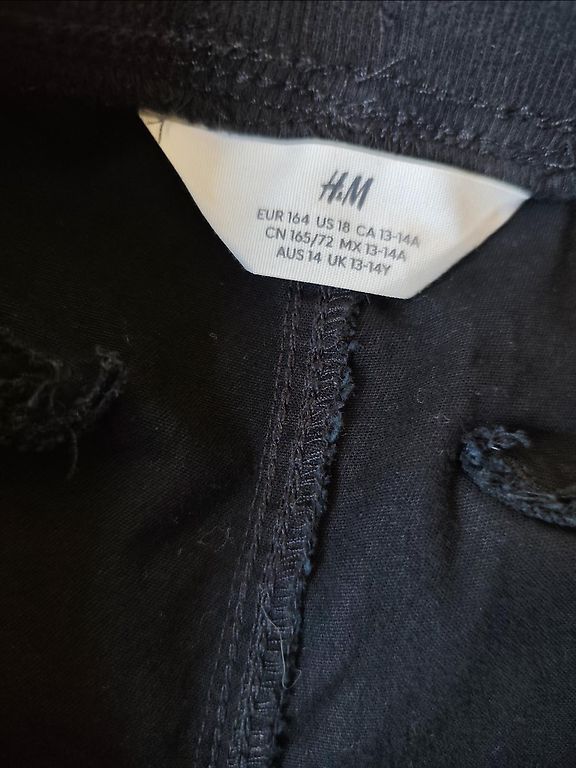 H&M
EUR 164 US 18 CA 13-14A
CN 165/72 MX 13-14A
AUS 14 UK 13-14Y